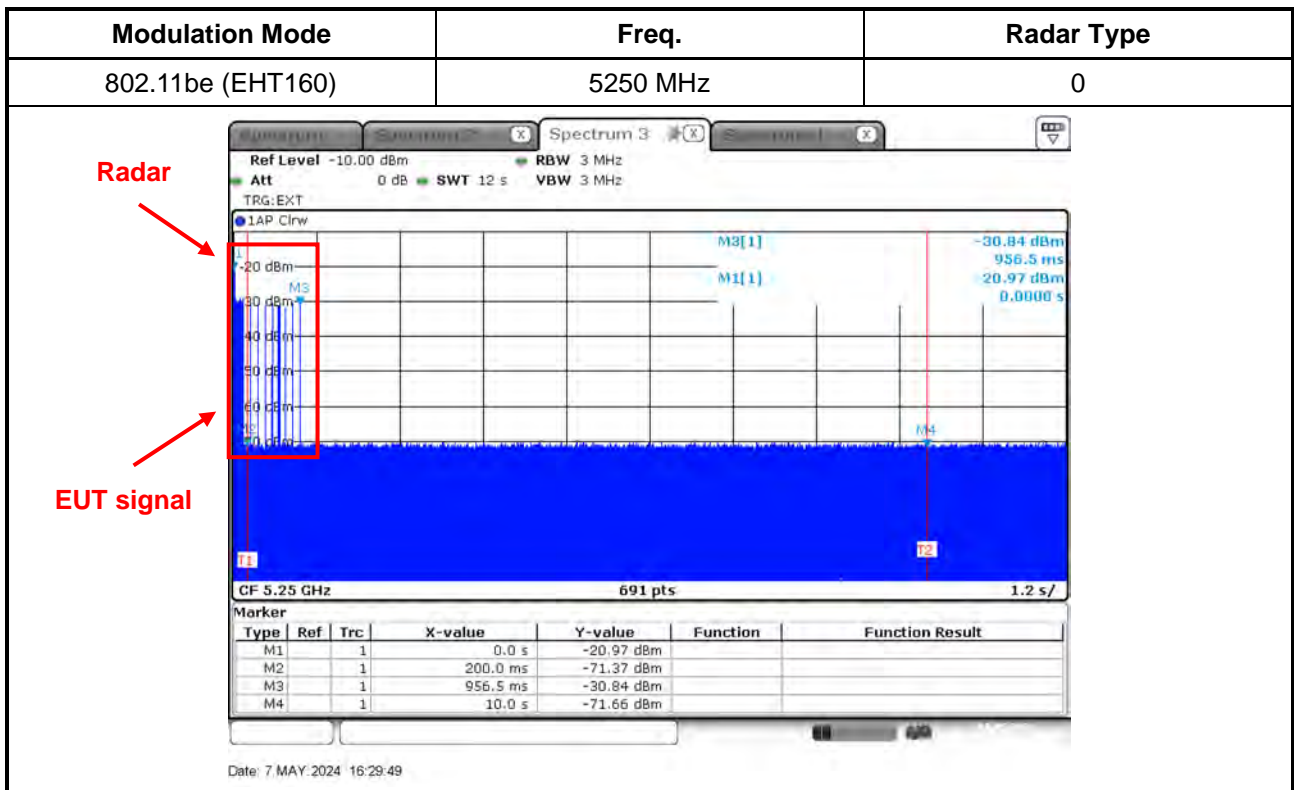 Modulation Mode Freq. Radar Type
802.11be (EHT160) 5250 MHz 0
Spectrum 3
Radar
Ref Level -10.00 dBm RBW 3 MHz
Att 0 dB SWT 12 s VBW 3 MHz
TRG:EXT
1AP Clrw
M3[1] -30.84 dBm
956.5 ms
-20 dBm
M1[1] -20.97 dBm
0.0000 s
M3
-30 dBm
-40 dBm
-50 dBm
-60 dBm
M2 M4
EUT signal
T1 T2
CF 5.25 GHz 691 pts 1.2 s/
Marker
Type Ref Trc X-value Y-value Function Function Result
M1 1 0.0 s -20.97 dBm
M2 1 200.0 ms -71.37 dBm
M3 1 956.5 ms -30.84 dBm
M4 1 10.0 s -71.66 dBm
Date: 7.MAY.2024 16:29:49